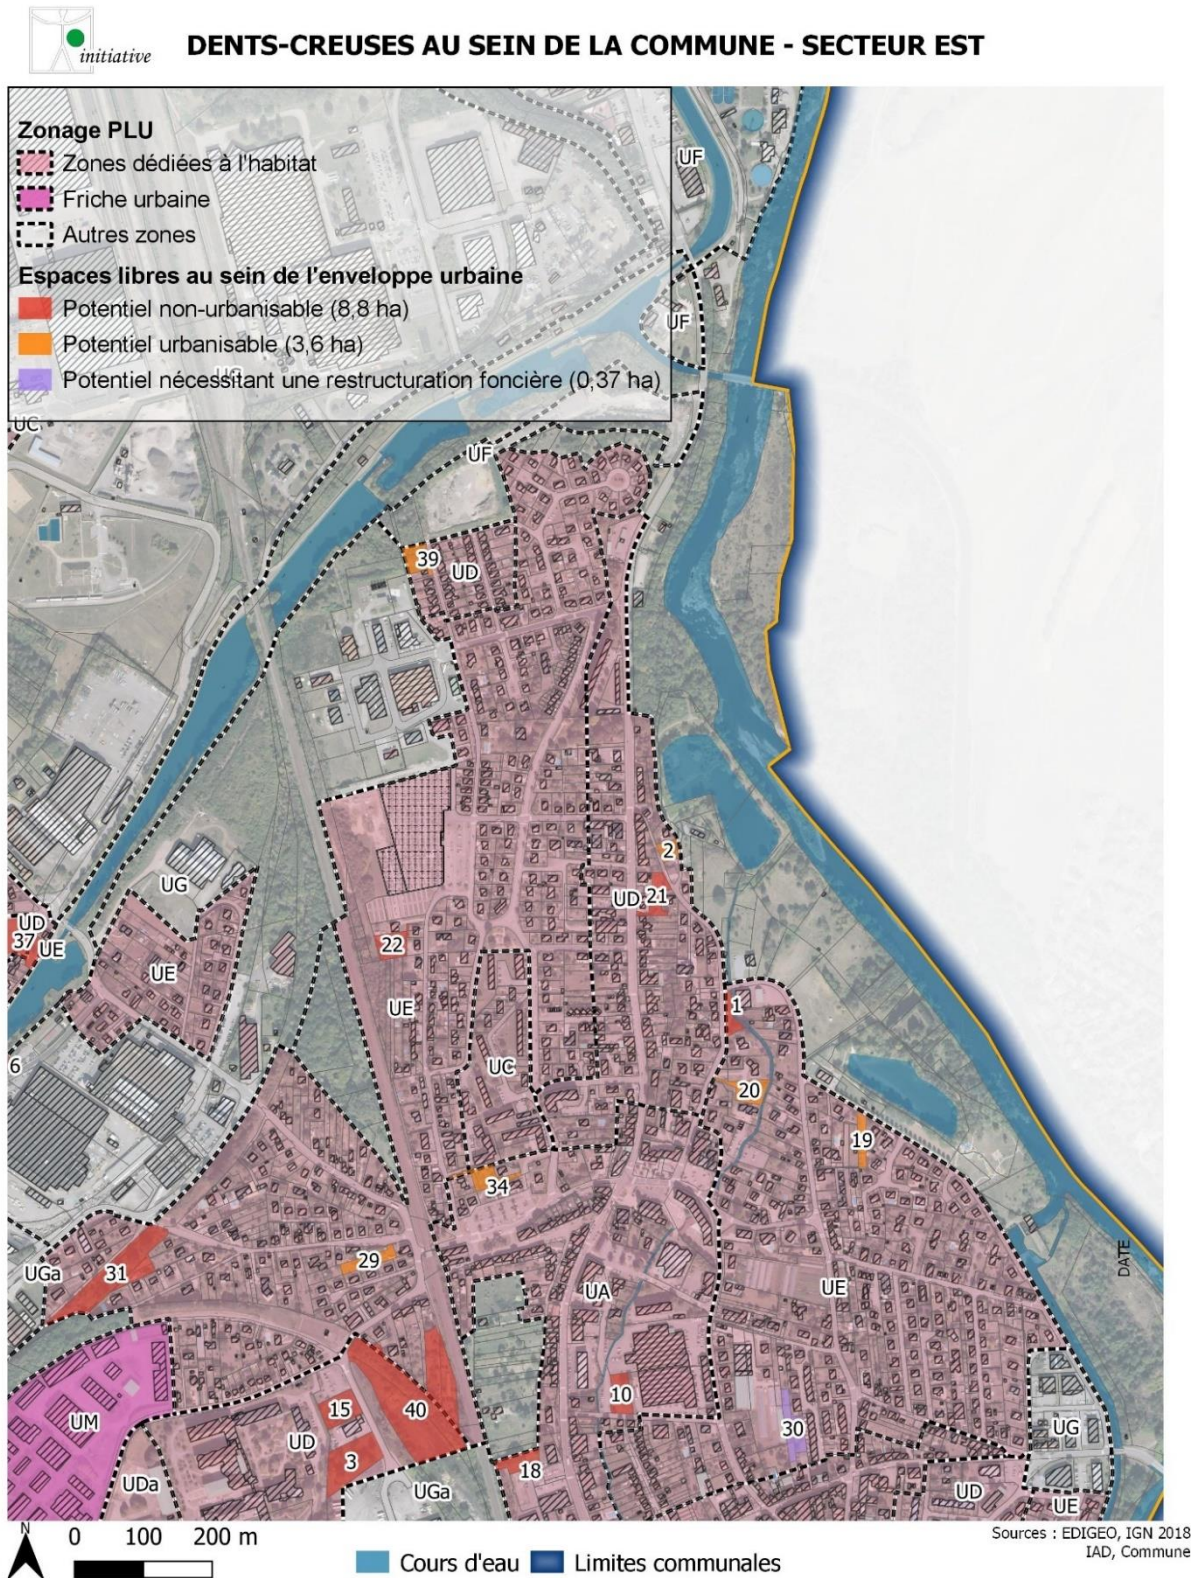 initiative
DENTS-CREUSES AU SEIN DE LA COMMUNE - SECTEUR EST
Zonage PLU
Zones dédiées à l'habitat
Friche urbaine
Autres zones
Espaces libres au sein de l'enveloppe urbaine
Potentiel non-urbanisable (8,8 ha)
Potentiel urbanisable (3,6 ha)
Potentiel nécessitant une restructuration foncière (0,37 ha)
UF
UF
UG
UC
UF
39
UD
2
UG
UD
21
UD
37
UE
22
UE
1
UE
UC
6
20
19
34
DATE
29
UGa
31
UA
UE
10
15
40
UM
UD
30
UG
3
18
UDa
UGa
UD
UE
N
0 100 200 m
Cours d'eau
Limites communales
Sources : EDIGEO, IGN 2018
IAD, Commune